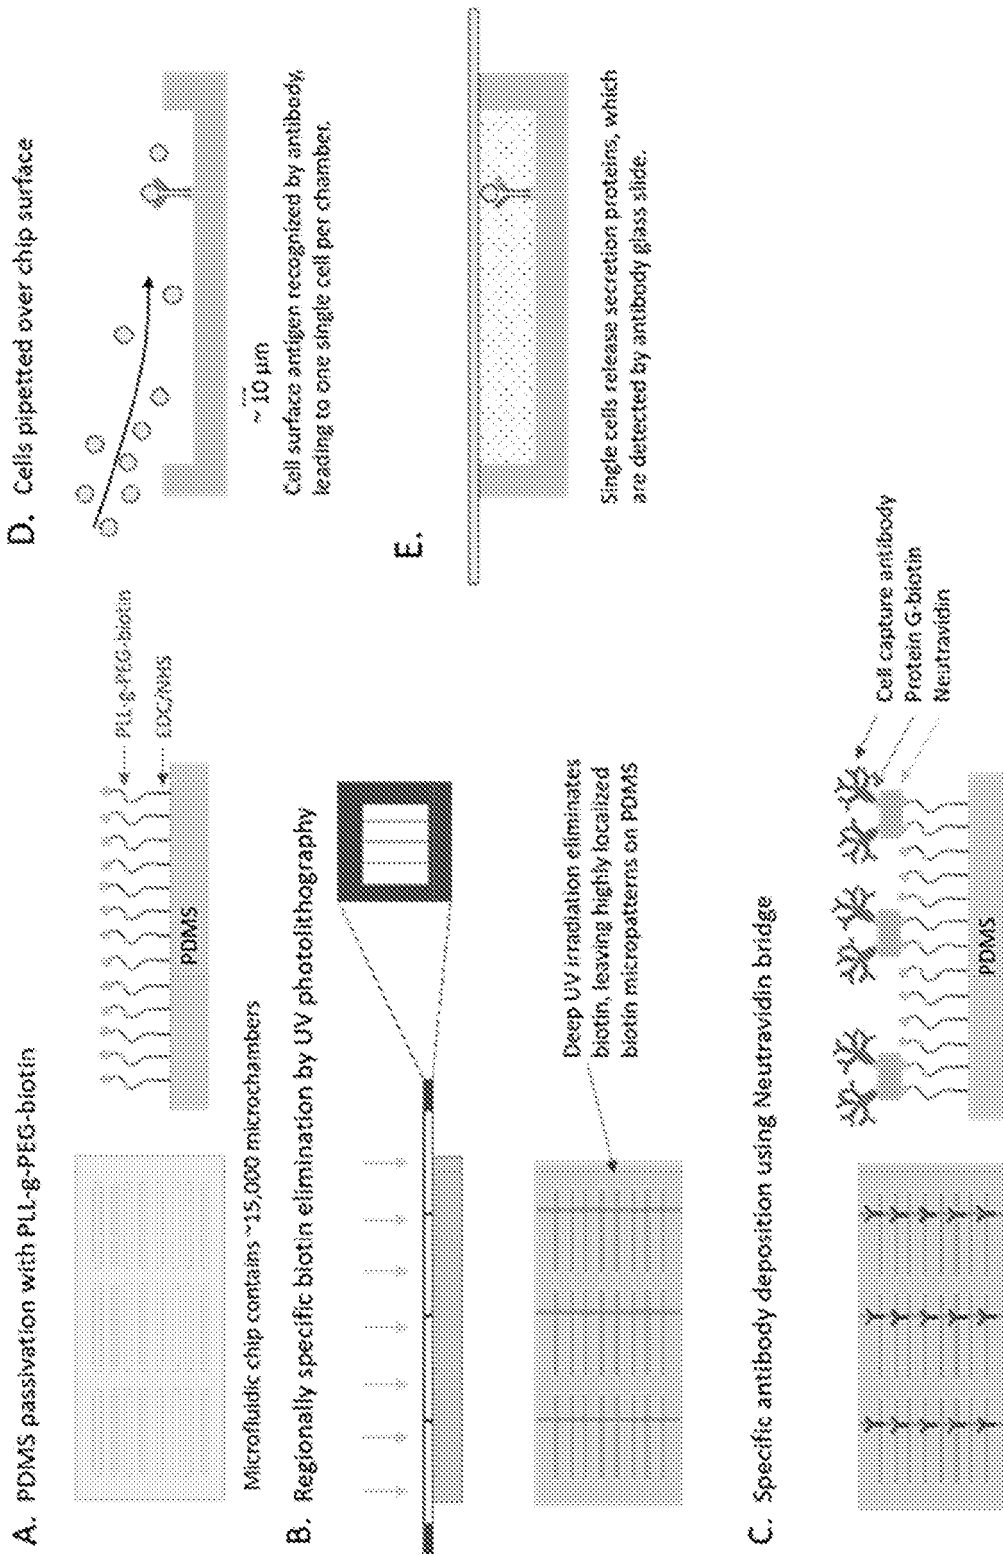 A. PDMS passivation with PLL-g-PEG-biotin
PLL-g-PEG-biotin
EDC/NHS
PDMS
Microfluidic chip contains ~15,000 microchambers
B. Regionally specific biotin elimination by UV photolithography
Deep UV irradiation eliminates
biotin, leaving highly localized
biotin micropatterns on PDMS
C. Specific antibody deposition using Neutravidin bridge
Cell capture antibody
Protein G-biotin
Neutravidin
PDMS
D. Cells pipetted over chip surface
~10 μm
Cell surface antigen recognized by antibody,
leading to one single cell per chamber.
E.
Single cells release secretion proteins, which
are detected by antibody glass slide.